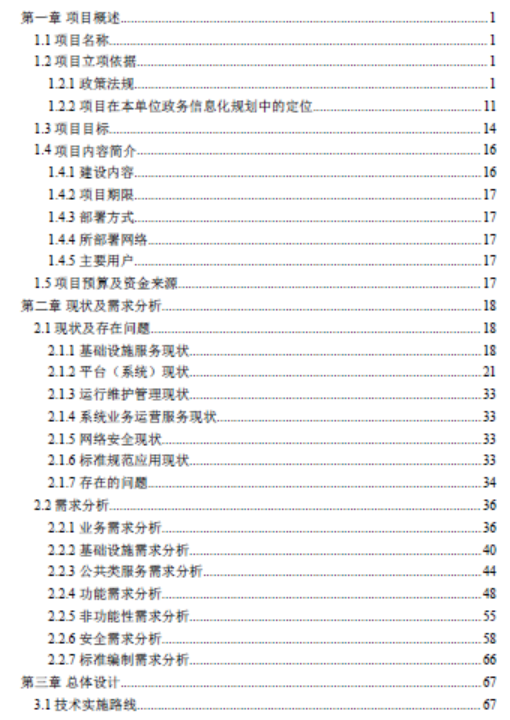 第一章 项目概述 1
1.1 项目名称 1
1.2 项目立项依据 1
1.2.1 政策法规 1
1.2.2 项目在本单位政务信息化规划中的定位 11
1.3 项目目标 14
1.4 项目内容简介 16
1.4.1 建设内容 16
1.4.2 项目期限 17
1.4.3 部署方式 17
1.4.4 所部署网络 17
1.4.5 主要用户 17
1.5 项目预算及资金来源 17
第二章 现状及需求分析 18
2.1 现状及存在问题 18
2.1.1 基础设施服务现状 18
2.1.2 平台（系统）现状 21
2.1.3 运行维护管理现状 33
2.1.4 系统业务运营服务现状 33
2.1.5 网络安全现状 33
2.1.6 标准规范应用现状 33
2.1.7 存在的问题 34
2.2 需求分析 36
2.2.1 业务需求分析 36
2.2.2 基础设施需求分析 40
2.2.3 公共类服务需求分析 44
2.2.4 功能需求分析 48
2.2.5 非功能性需求分析 55
2.2.6 安全需求分析 58
2.2.7 标准编制需求分析 66
第三章 总体设计 67
3.1 技术实施路线 67